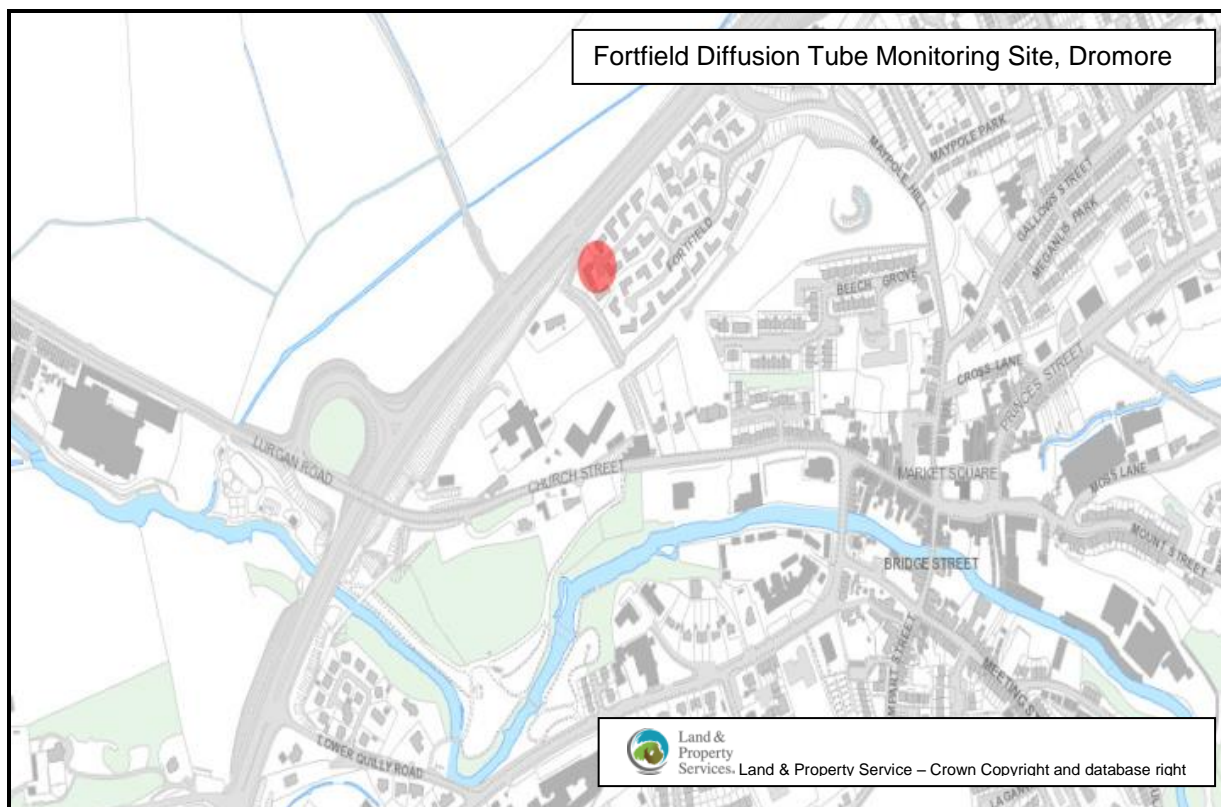 Fortfield Diffusion Tube Monitoring Site, Dromore
MAYPOLE PARK
MAYPOLE HILL
GALLOWS STREET
MEGANLIS PARK
FORTFIELD
BEECH GROVE
CROSS LANE
PRINCES STREET
LURGAN ROAD
CHURCH STREET
MARKET SQUARE
MOSS LANE
MOUNT STREET
BRIDGE STREET
MEETING S
LOWER QUILLY ROAD
Land &
Property
Services.
Land & Property Service – Crown Copyright and database right